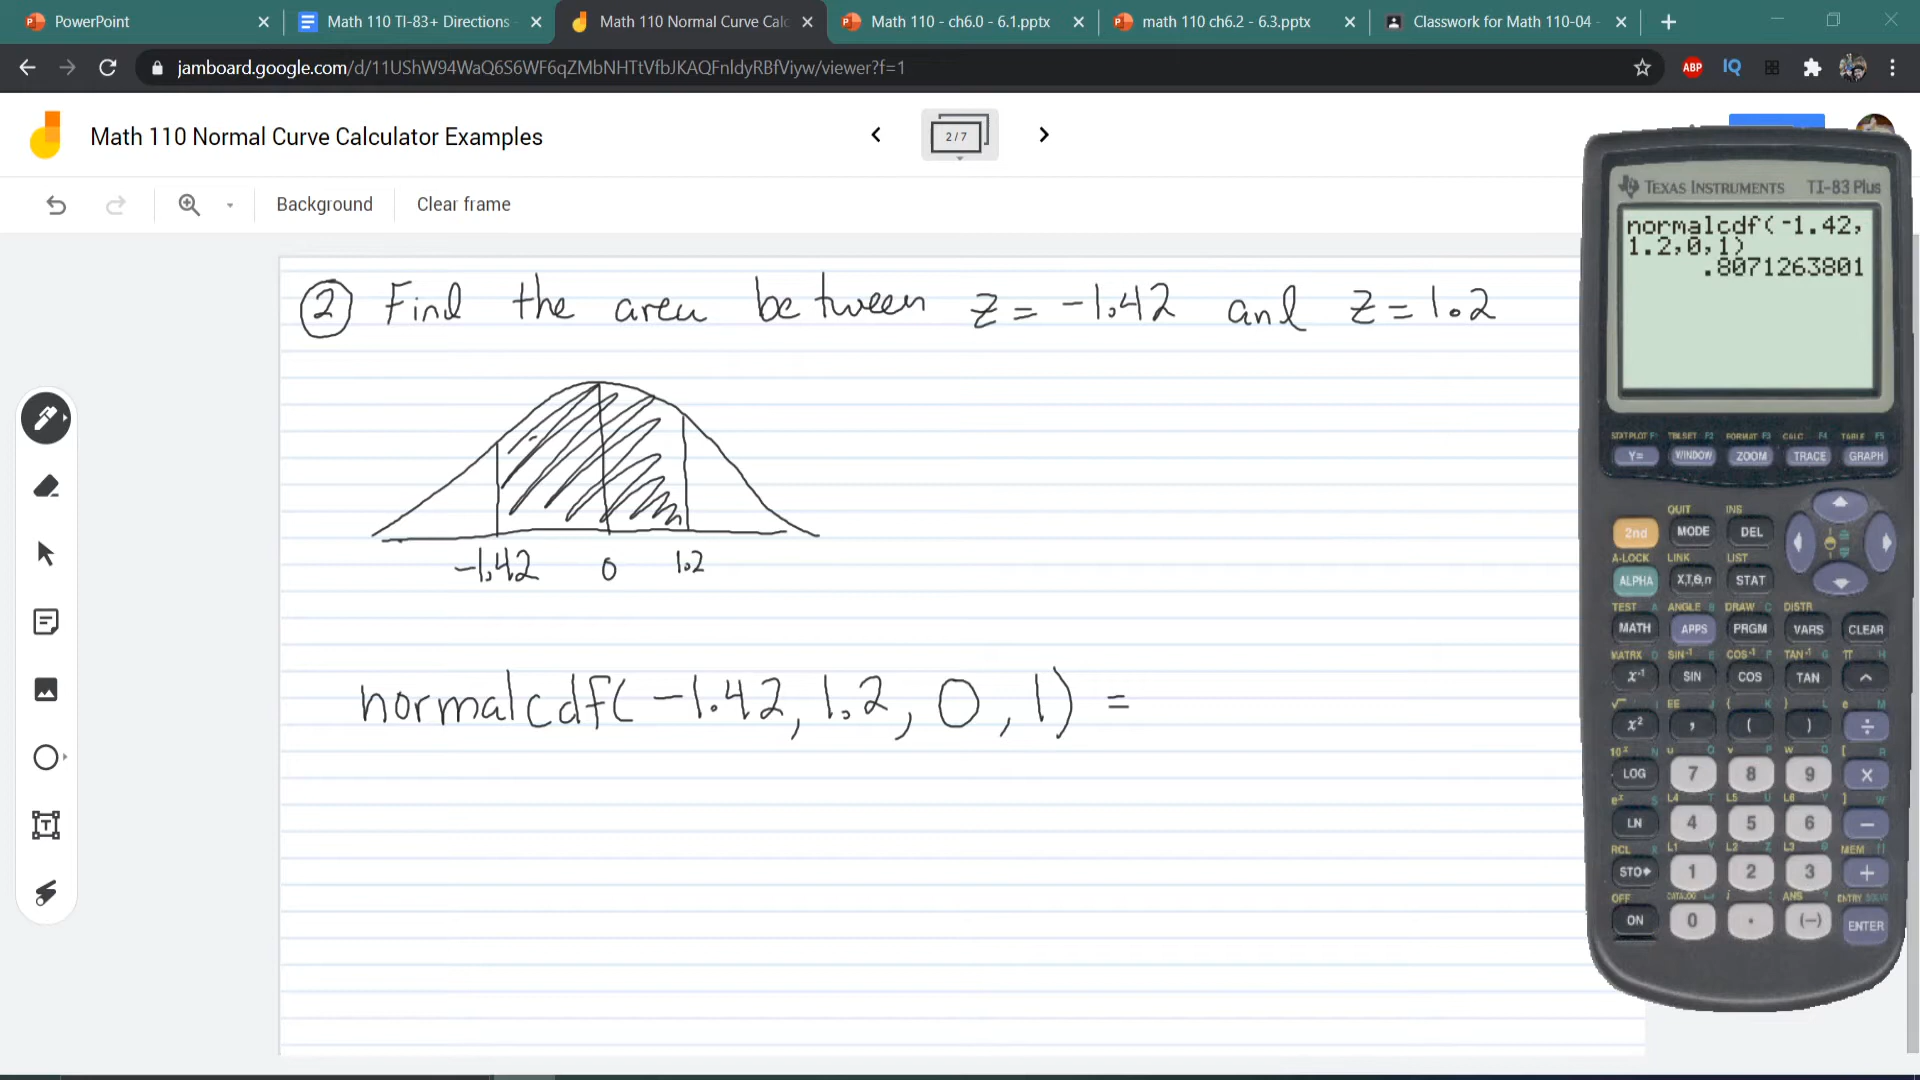 PowerPoint
Math 110 TI-83+ Directions
Math 110 Normal Curve Calc
Math 110 - ch6.0 - 6.1.pptx
math 110 ch6.2 - 6.3.pptx
Classwork for Math 110-04
jamboard.google.com/d/11UShW94WaQ6S6WF6qZMbNHTtVfbJKAQFnldyRBfViyw/viewer?f=1
ABP
IQ
Math 110 Normal Curve Calculator Examples
2/7
Background
Clear frame
② Find the area between z = -1.42 and z = 1.2
-1.42 0 1.2
normalcdf( -1.42, 1.2, 0, 1) =
TEXAS INSTRUMENTS TI-83 Plus
normalcdf(-1.42,
1.2,0,1)
.8071263801
STAT PLOT F1 TBLSET F2 FORMAT F3 CALC F4 TABLE F5
Y= WINDOW ZOOM TRACE GRAPH
QUIT INS
2nd MODE DEL
A-LOCK LINK LIST
ALPHA X,T,Θ,n STAT
TEST A ANGLE B DRAW C DISTR
MATH APPS PRGM VARS CLEAR
MATRX D SIN-1 E COS-1 F TAN-1 G π H
x-1 SIN COS TAN ^
√ I EE J { K } L e M
x² , ( ) ÷
10x N u O v P w Q [ R
LOG 7 8 9 ×
ex S L4 T L5 U L6 V ] W
LN 4 5 6 −
RCL X L1 Y L2 Z L3 θ MEM "
STO▸ 1 2 3 +
OFF CATALOG i : ANS ? ENTRY SOLVE
ON 0 . (−) ENTER